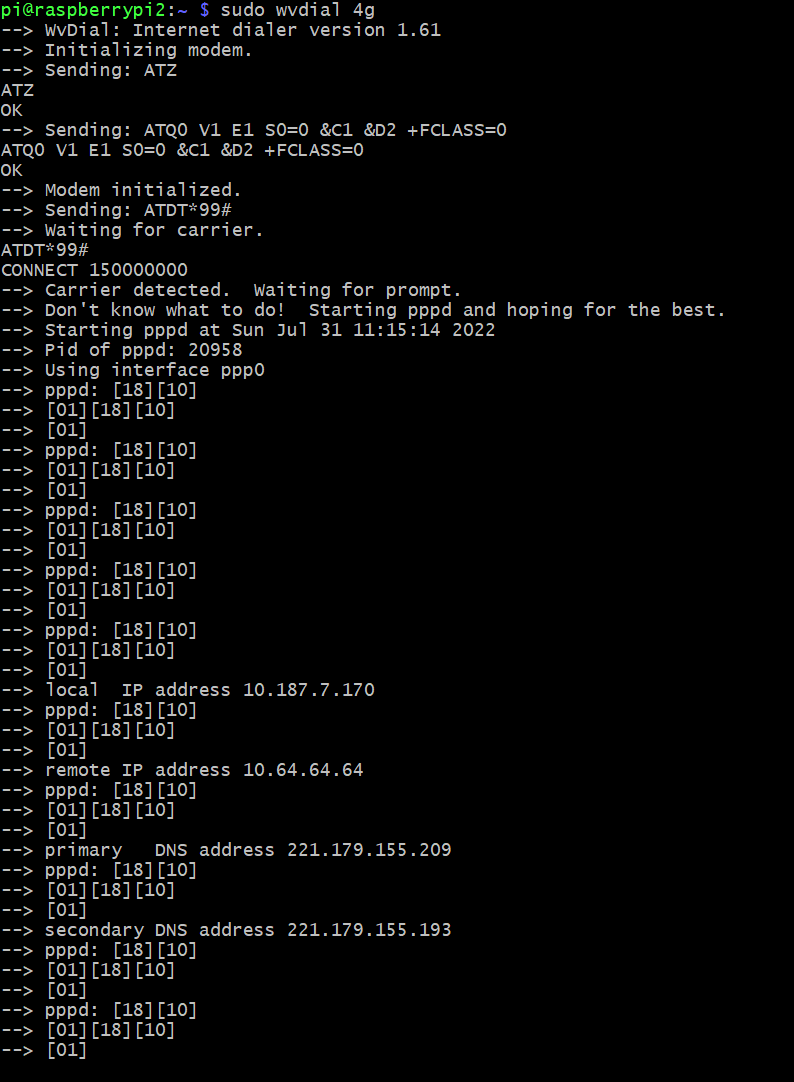 pi@raspberrypi2:~ $ sudo wvdial 4g
--> WvDial: Internet dialer version 1.61
--> Initializing modem.
--> Sending: ATZ
ATZ
OK
--> Sending: ATQ0 V1 E1 S0=0 &C1 &D2 +FCLASS=0
ATQ0 V1 E1 S0=0 &C1 &D2 +FCLASS=0
OK
--> Modem initialized.
--> Sending: ATDT*99#
--> Waiting for carrier.
ATDT*99#
CONNECT 150000000
--> Carrier detected.  Waiting for prompt.
--> Don't know what to do!  Starting pppd and hoping for the best.
--> Starting pppd at Sun Jul 31 11:15:14 2022
--> Pid of pppd: 20958
--> Using interface ppp0
--> pppd: [18][10]
--> [01][18][10]
--> [01]
--> pppd: [18][10]
--> [01][18][10]
--> [01]
--> pppd: [18][10]
--> [01][18][10]
--> [01]
--> pppd: [18][10]
--> [01][18][10]
--> [01]
--> pppd: [18][10]
--> [01][18][10]
--> [01]
--> local  IP address 10.187.7.170
--> pppd: [18][10]
--> [01][18][10]
--> [01]
--> remote IP address 10.64.64.64
--> pppd: [18][10]
--> [01][18][10]
--> [01]
--> primary   DNS address 221.179.155.209
--> pppd: [18][10]
--> [01][18][10]
--> [01]
--> secondary DNS address 221.179.155.193
--> pppd: [18][10]
--> [01][18][10]
--> [01]
--> pppd: [18][10]
--> [01][18][10]
--> [01]